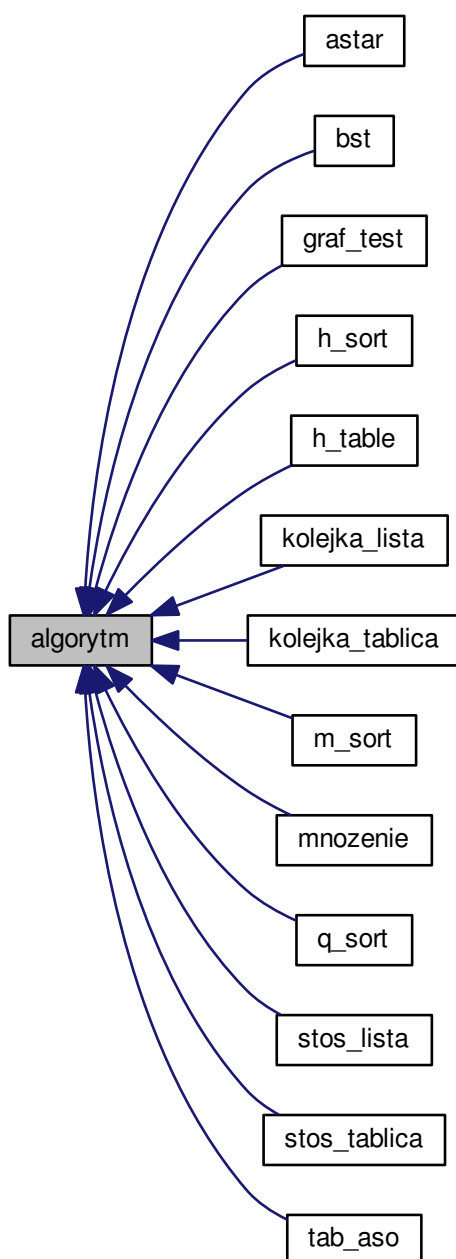 astar
bst
graf_test
h_sort
h_table
kolejka_lista
algorytm
kolejka_tablica
m_sort
mnozenie
q_sort
stos_lista
stos_tablica
tab_aso